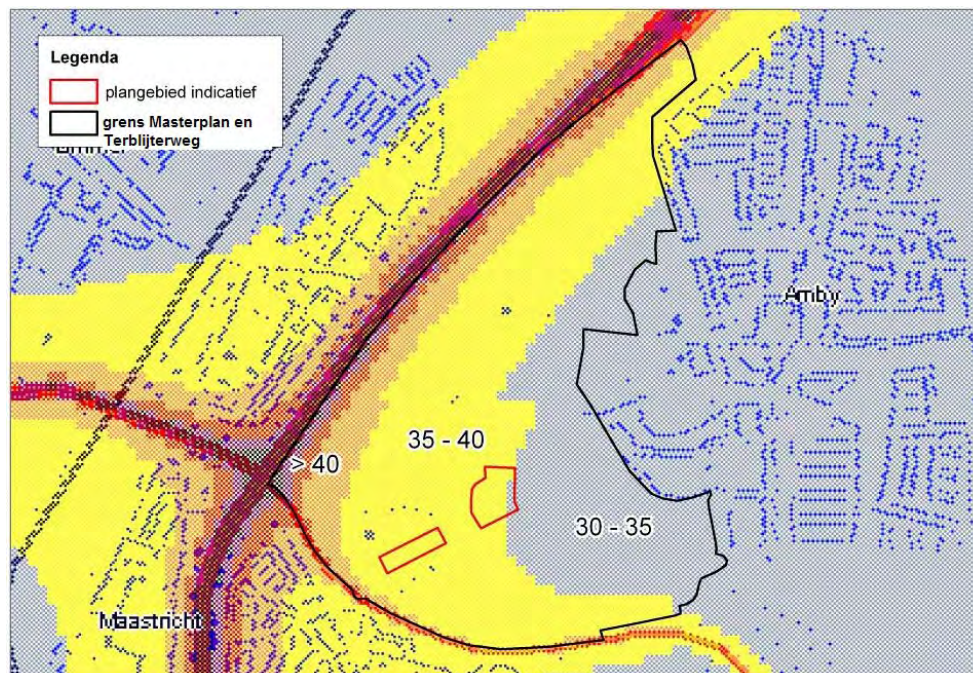 Legenda
plangebied indicatief
grens Masterplan en
Terblijterweg
Amby
35 - 40
> 40
30 - 35
Maastricht